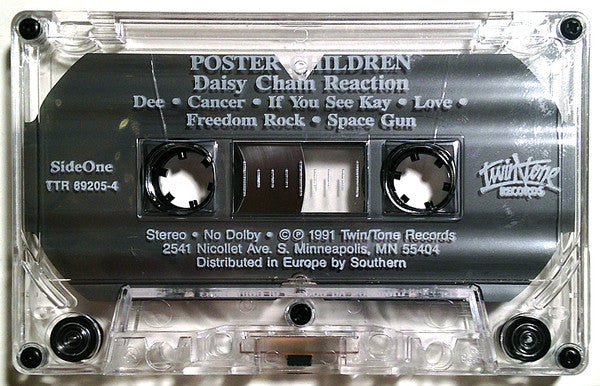 POSTER CHILDREN
Daisy Chain Reaction
Dee • Cancer • If You See Kay • Love •
Freedom Rock • Space Gun
SideOne
TTR 89205-4
Twin/Tone
RECORDS
Stereo • No Dolby • © ℗ 1991 Twin/Tone Records
2541 Nicollet Ave. S. Minneapolis, MN 55404
Distributed in Europe by Southern